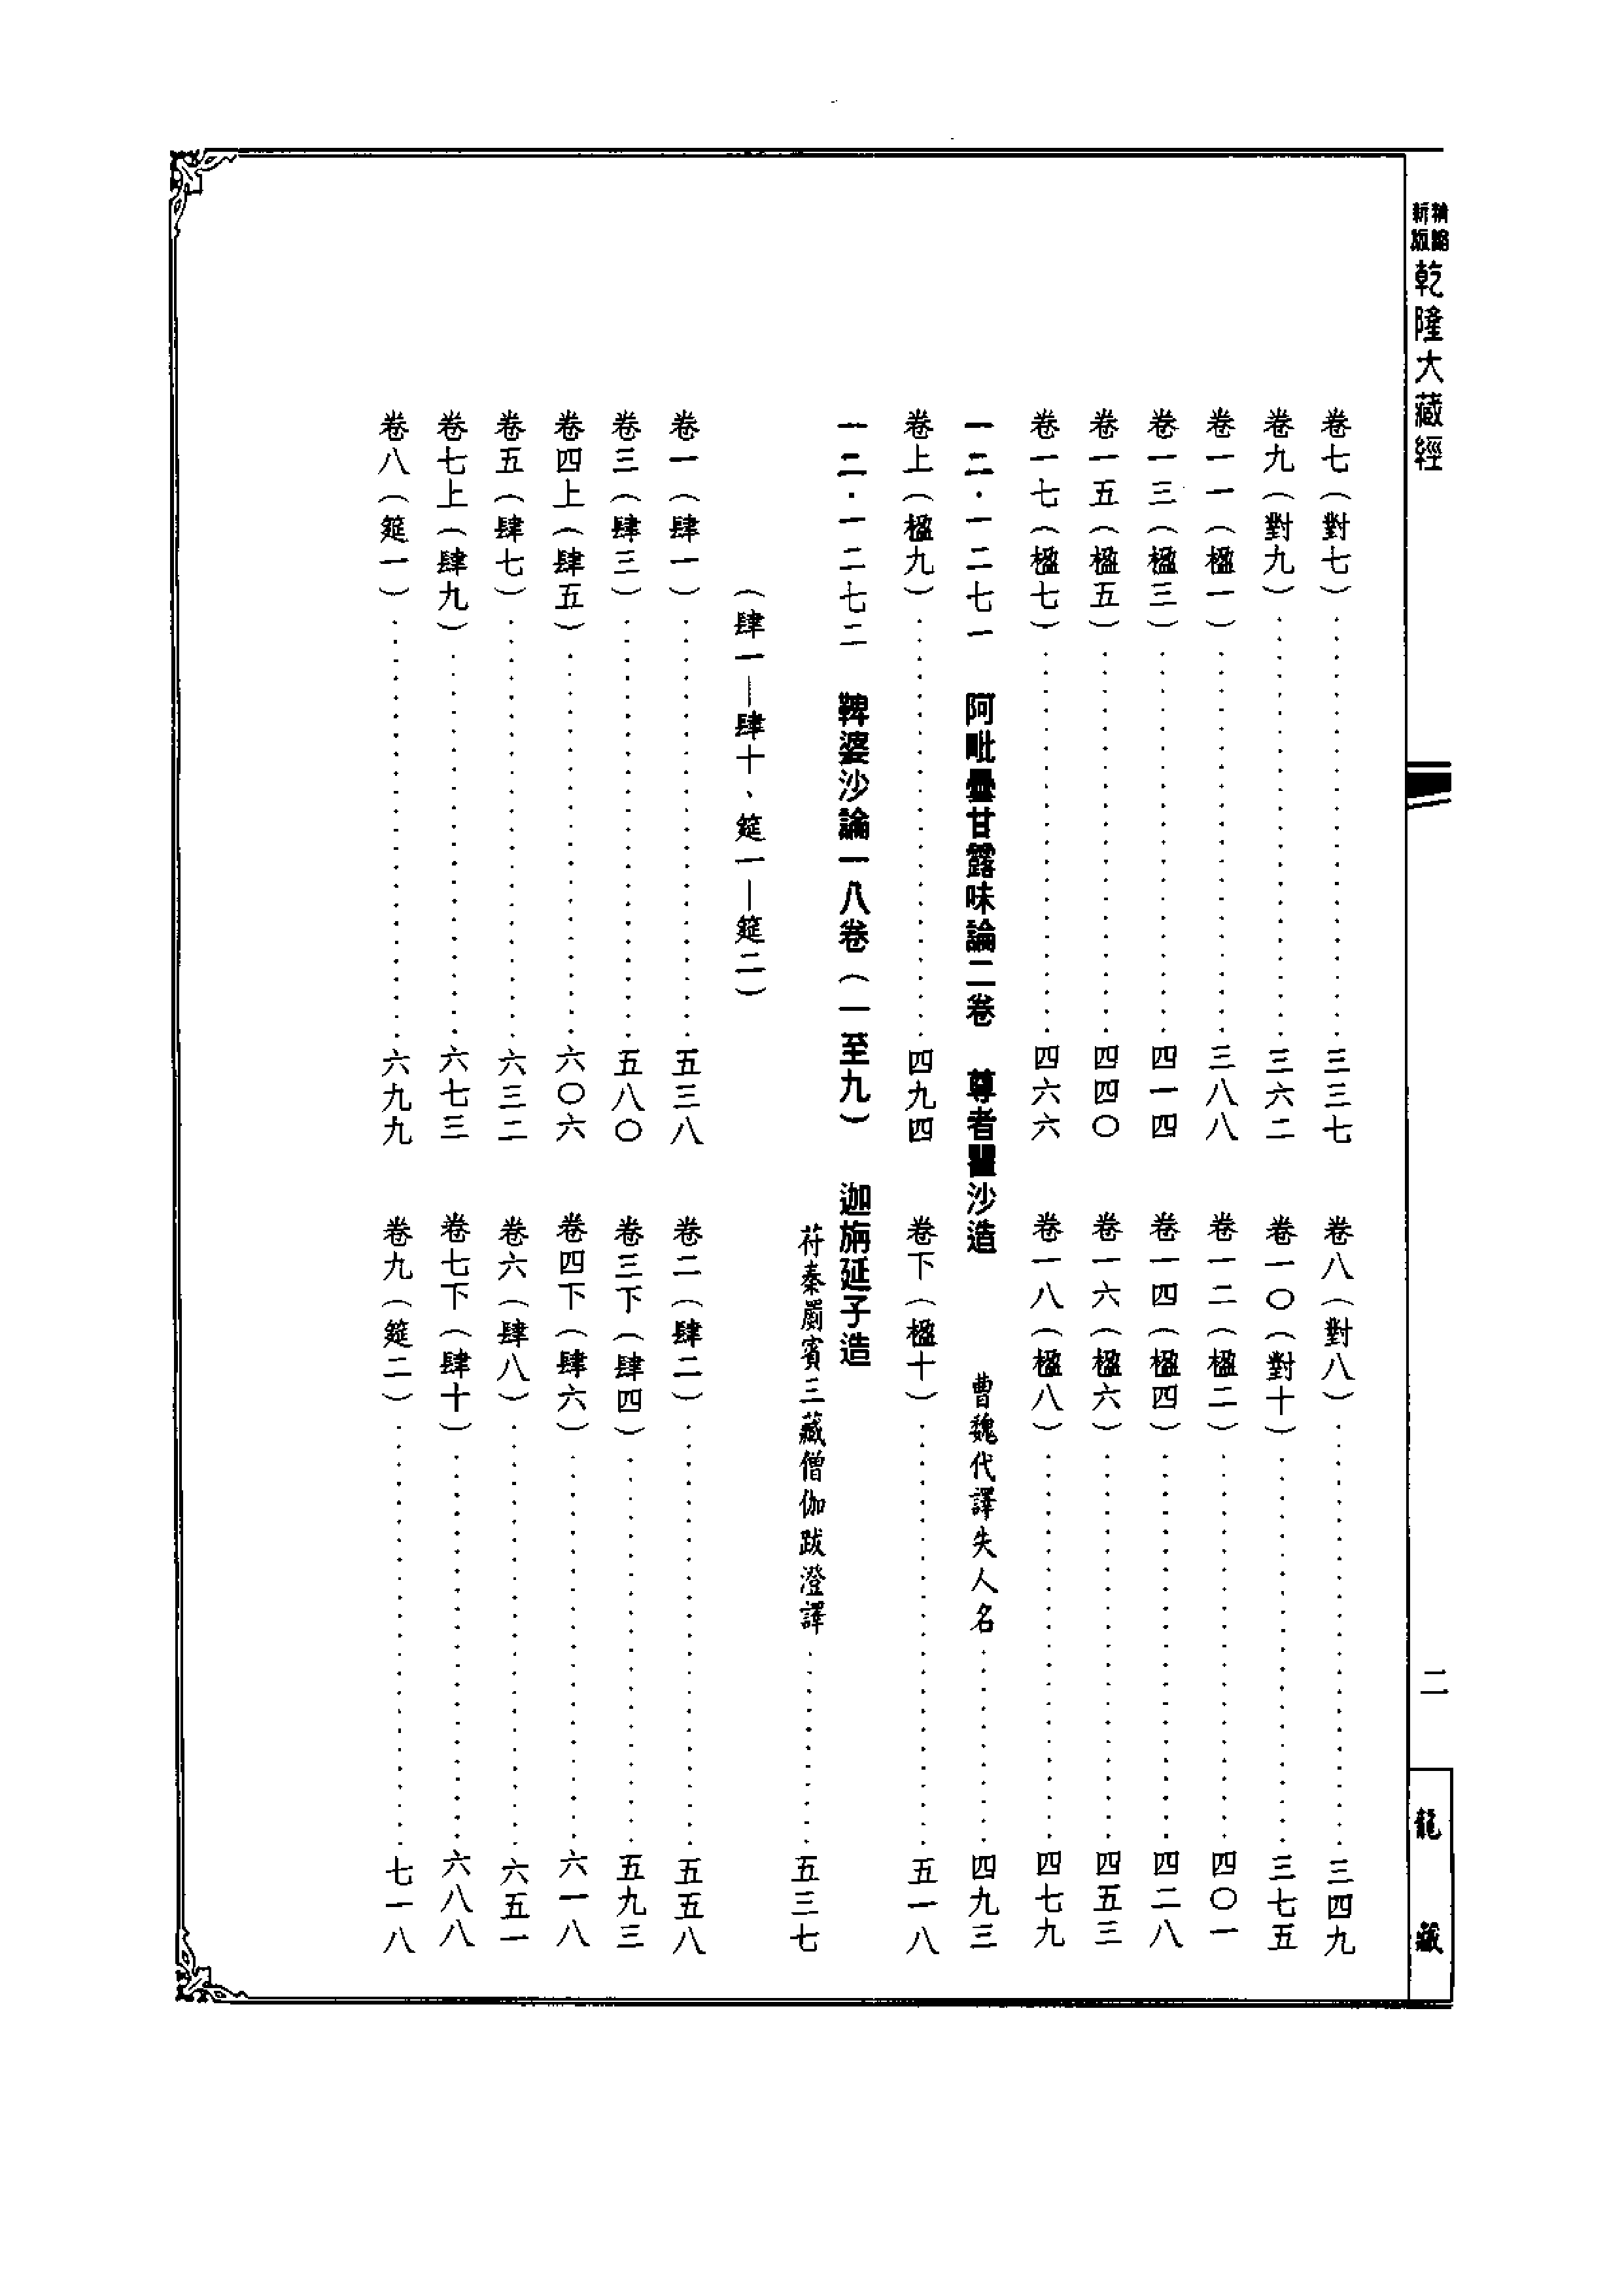 精縮新版乾隆大藏經
二
龍藏
卷七（對七）……三三七　卷八（對八）……三四九
卷九（對九）……三六二　卷一〇（對十）……三七五
卷一一（楹一）……三八八　卷一二（楹二）……四〇一
卷一三（楹三）……四一四　卷一四（楹四）……四二八
卷一五（楹五）……四四〇　卷一六（楹六）……四五三
卷一七（楹七）……四六六　卷一八（楹八）……四七九
一二·一二七一　阿毗曇甘露味論二卷　尊者瞿沙造　曹魏代譯失人名……四九三
卷上（楹九）……四九四　卷下（楹十）……五一八
一二·一二七二　鞞婆沙論一八卷（一至九）　迦旃延子造
苻秦罽賓三藏僧伽跋澄譯……五三七
（肆一—肆十、筵一—筵二）
卷一（肆一）……五三八　卷二（肆二）……五五八
卷三（肆三）……五八〇　卷三下（肆四）……五九三
卷四上（肆五）……六〇六　卷四下（肆六）……六一八
卷五（肆七）……六三二　卷六（肆八）……六五一
卷七上（肆九）……六七三　卷七下（肆十）……六八八
卷八（筵一）……六九九　卷九（筵二）……七一八